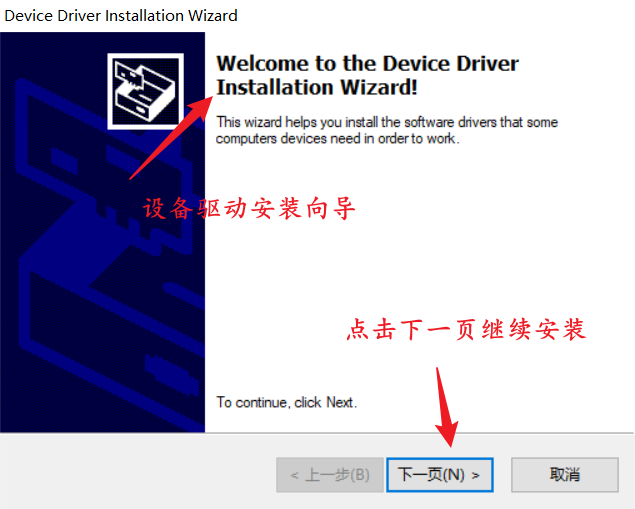 Device Driver Installation Wizard
Welcome to the Device Driver
Installation Wizard!
This wizard helps you install the software drivers that some
computers devices need in order to work.
设备驱动安装向导
点击下一页继续安装
To continue, click Next.
< 上一步(B)
下一页(N) >
取消